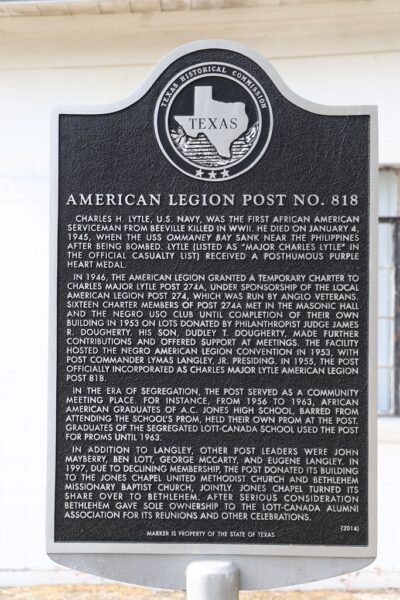 TEXAS HISTORICAL COMMISSION
TEXAS
AMERICAN LEGION POST NO. 818
CHARLES H. LYTLE, U.S. NAVY, WAS THE FIRST AFRICAN AMERICAN
SERVICEMAN FROM BEEVILLE KILLED IN WWII. HE DIED ON JANUARY 4,
1945, WHEN THE USS OMMANEY BAY SANK NEAR THE PHILIPPINES
AFTER BEING BOMBED. LYTLE (LISTED AS "MAJOR CHARLES LYTLE" IN
THE OFFICIAL CASUALTY LIST) RECEIVED A POSTHUMOUS PURPLE
HEART MEDAL.
IN 1946, THE AMERICAN LEGION GRANTED A TEMPORARY CHARTER TO
CHARLES MAJOR LYTLE POST 274A, UNDER SPONSORSHIP OF THE LOCAL
AMERICAN LEGION POST 274, WHICH WAS RUN BY ANGLO VETERANS.
SIXTEEN CHARTER MEMBERS OF POST 274A MET IN THE MASONIC HALL
AND THE NEGRO USO CLUB UNTIL COMPLETION OF THEIR OWN
BUILDING IN 1953 ON LOTS DONATED BY PHILANTHROPIST JUDGE JAMES
R. DOUGHERTY. HIS SON, DUDLEY T. DOUGHERTY, MADE FURTHER
CONTRIBUTIONS AND OFFERED SUPPORT AT MEETINGS. THE FACILITY
HOSTED THE NEGRO AMERICAN LEGION CONVENTION IN 1953, WITH
POST COMMANDER LYMAS LANGLEY, JR. PRESIDING. IN 1955, THE POST
OFFICIALLY INCORPORATED AS CHARLES MAJOR LYTLE AMERICAN LEGION
POST 818.
IN THE ERA OF SEGREGATION, THE POST SERVED AS A COMMUNITY
MEETING PLACE. FOR INSTANCE, FROM 1956 TO 1963, AFRICAN
AMERICAN GRADUATES OF A.C. JONES HIGH SCHOOL, BARRED FROM
ATTENDING THE SCHOOL'S PROM, HELD THEIR OWN PROM AT THE POST.
GRADUATES OF THE SEGREGATED LOTT-CANADA SCHOOL USED THE POST
FOR PROMS UNTIL 1963.
IN ADDITION TO LANGLEY, OTHER POST LEADERS WERE JOHN
MAYBERRY, BEN LOTT, GEORGE MCCARTY, AND EUGENE LANGLEY. IN
1997, DUE TO DECLINING MEMBERSHIP, THE POST DONATED ITS BUILDING
TO THE JONES CHAPEL UNITED METHODIST CHURCH AND BETHLEHEM
MISSIONARY BAPTIST CHURCH, JOINTLY. JONES CHAPEL TURNED ITS
SHARE OVER TO BETHLEHEM. AFTER SERIOUS CONSIDERATION
BETHLEHEM GAVE SOLE OWNERSHIP TO THE LOTT-CANADA ALUMNI
ASSOCIATION FOR ITS REUNIONS AND OTHER CELEBRATIONS.
(2014)
MARKER IS PROPERTY OF THE STATE OF TEXAS